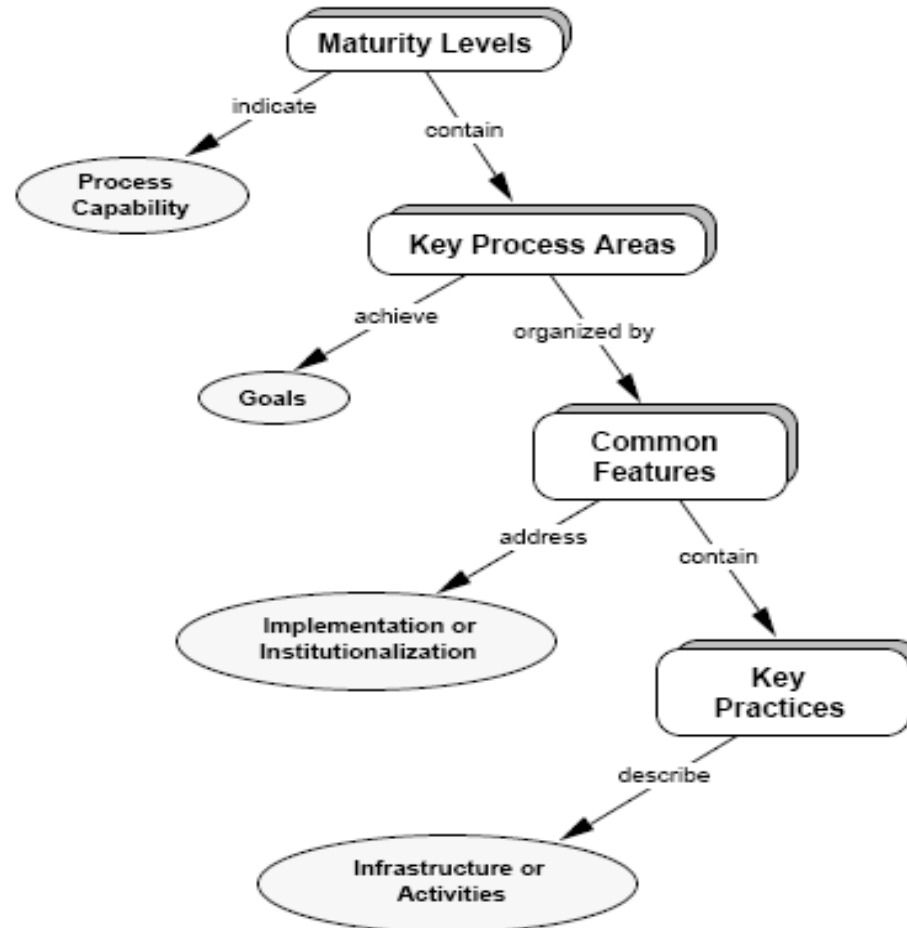 Maturity Levels
indicate
contain
Process
Capability
Key Process Areas
achieve
organized by
Goals
Common
Features
address
contain
Implementation or
Institutionalization
Key
Practices
describe
Infrastructure or
Activities